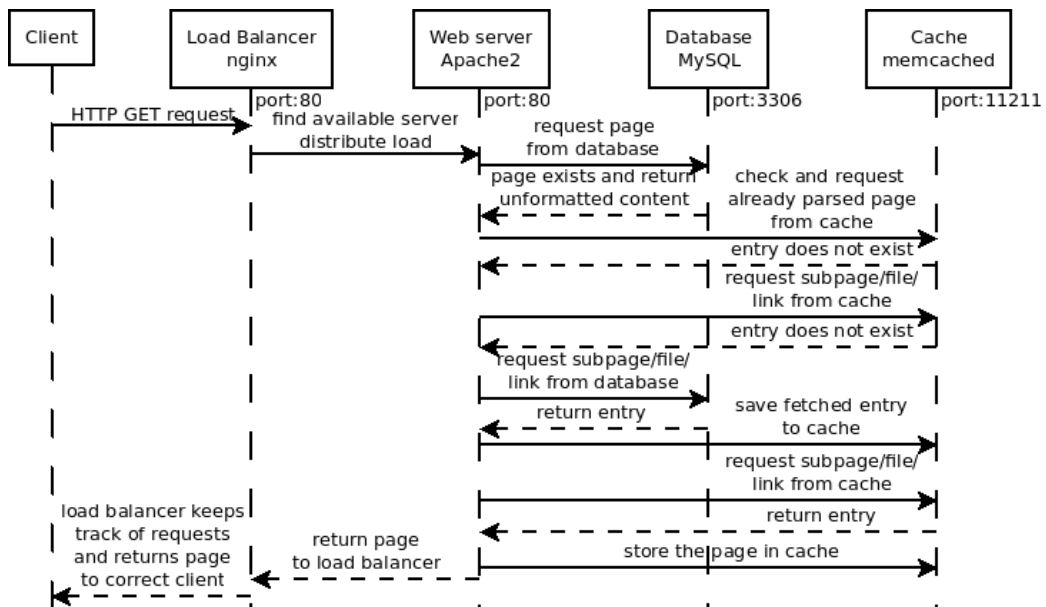 Client
Load Balancer
nginx
Web server
Apache2
Database
MySQL
Cache
memcached
port:80
port:80
port:3306
port:11211
HTTP GET request
find available server
distribute load
request page
from database
page exists and return
unformatted content
check and request
already parsed page
from cache
entry does not exist
request subpage/file/
link from cache
entry does not exist
request subpage/file/
link from database
return entry
save fetched entry
to cache
request subpage/file/
link from cache
return entry
store the page in cache
return page
to load balancer
load balancer keeps
track of requests
and returns page
to correct client